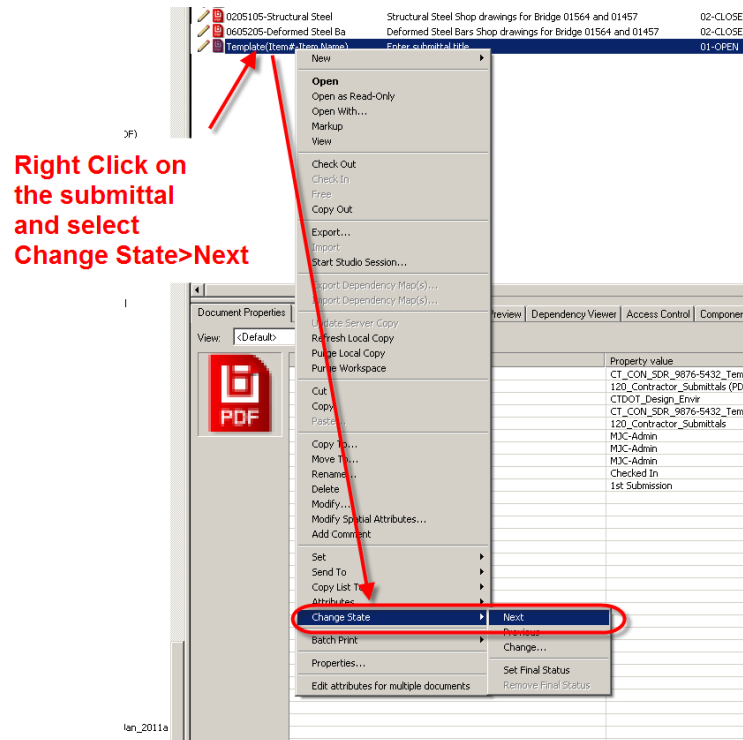 0205105-Structural Steel Structural Steel Shop drawings for Bridge 01564 and 01457 02-CLOSE
0605205-Deformed Steel Ba Deformed Steel Bars Shop drawings for Bridge 01564 and 01457 02-CLOSE
Template(Item#-Item Name) Enter submittal title 01-OPEN
New
Open
Open as Read-Only
Open With...
Markup
View
DF)
Right Click on
the submittal
and select
Change State>Next
Check Out
Check In
Free
Copy Out
Export...
Import
Start Studio Session...
Export Dependency Map(s)...
Import Dependency Map(s)...
Document Properties Preview Dependency Viewer Access Control Componen
Update Server Copy
View: <Default>
Refresh Local Copy
Purge Local Copy
Purge Workspace
PDF
Property value
CT_CON_SDR_9876-5432_Tem
120_Contractor_Submittals (PD
CTDOT_Design_Envir
CT_CON_SDR_9876-5432_Tem
120_Contractor_Submittals
MJC-Admin
MJC-Admin
MJC-Admin
Checked In
1st Submission
Cut
Copy
Paste...
Copy To...
Move To...
Rename...
Delete
Modify...
Modify Spatial Attributes...
Add Comment
Set
Send To
Copy List To
Attributes
Change State
Batch Print
Properties...
Edit attributes for multiple documents
Next
Previous
Change...
Set Final Status
Remove Final Status
Jan_2011a